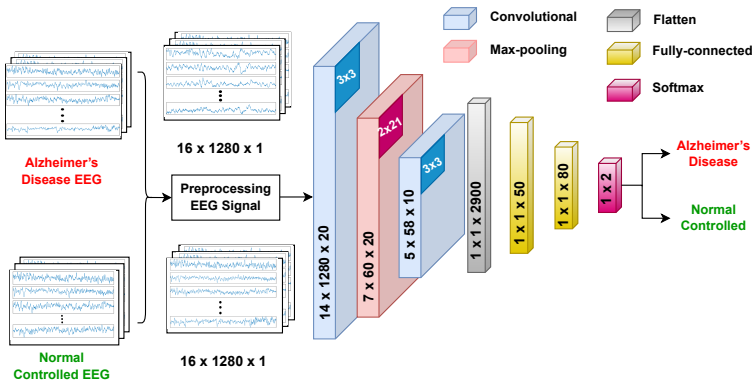 Convolutional
Max-pooling
Flatten
Fully-connected
Softmax
16 x 1280 x 1
Alzheimer's
Disease EEG
Preprocessing
EEG Signal
Normal
Controlled EEG
16 x 1280 x 1
3x3
14 x 1280 x 20
2x21
7 x 60 x 20
3x3
5 x 58 x 10
1 x 1 x 2900
1 x 1 x 50
1 x 1 x 80
1 x 2
Alzheimer's
Disease
Normal
Controlled